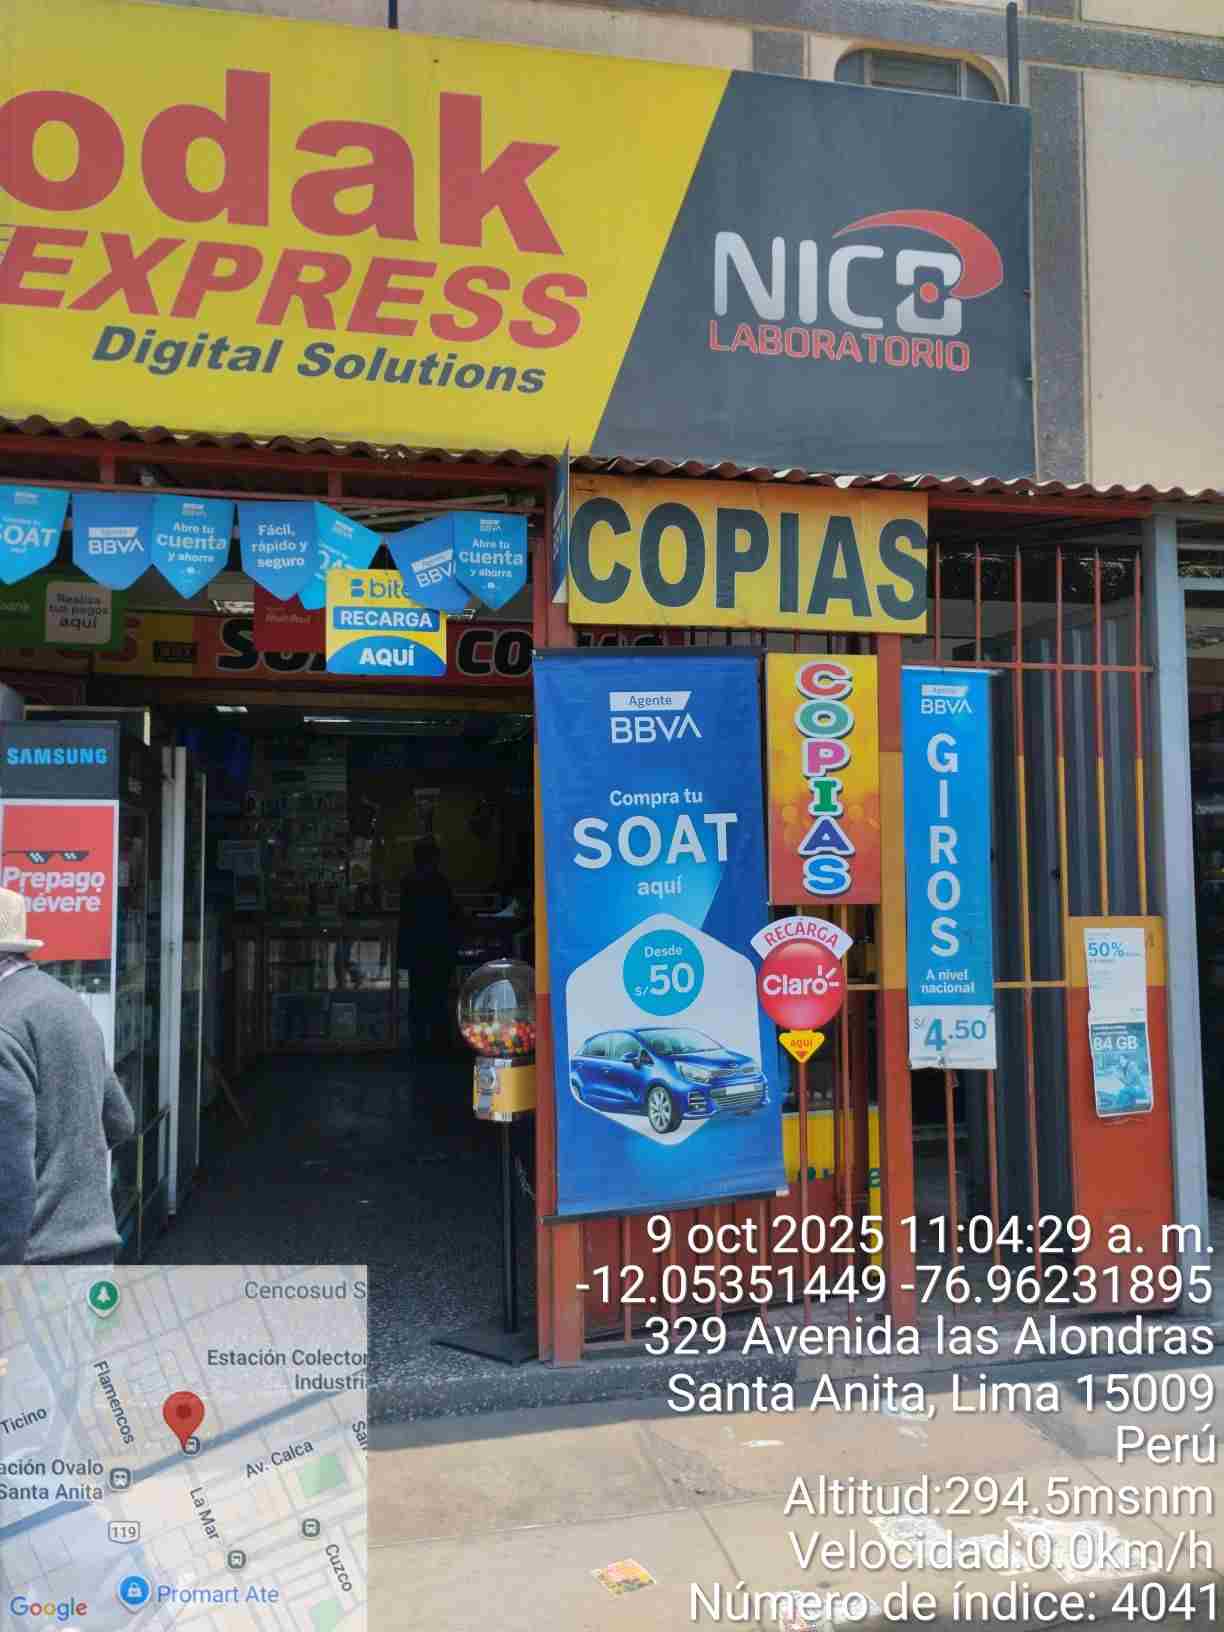 odak
EXPRESS
Digital Solutions
NICO
LABORATORIO
COPIAS
SOAT
Agente
BBVA
Abre tu
cuenta
y ahorra
Fácil,
rápido y
seguro
BBV
Abre tu
cuenta
y ahorra
Realiza
tus pagos
aquí
bite
RECARGA
AQUÍ
SAMSUNG
Prepago
Agente
BBVA
Compra tu
SOAT
aquí
Desde
S/50
COPIAS
RECARGA
Claro
aquí
Agente
BBVA
GIROS
A nivel
nacional
S/4.50
50%
84 GB
9 oct 2025 11:04:29 a. m.
-12.05351449 -76.96231895
329 Avenida las Alondras
Santa Anita, Lima 15009
Perú
Altitud:294.5msnm
Velocidad:0.0km/h
Número de índice: 4041
Cencosud S
Estación Colector
Industri
Flamencos
Ticino
Av. Calca
ación Ovalo
Santa Anita
La Mar
119
Cuzco
Promart Ate
Google